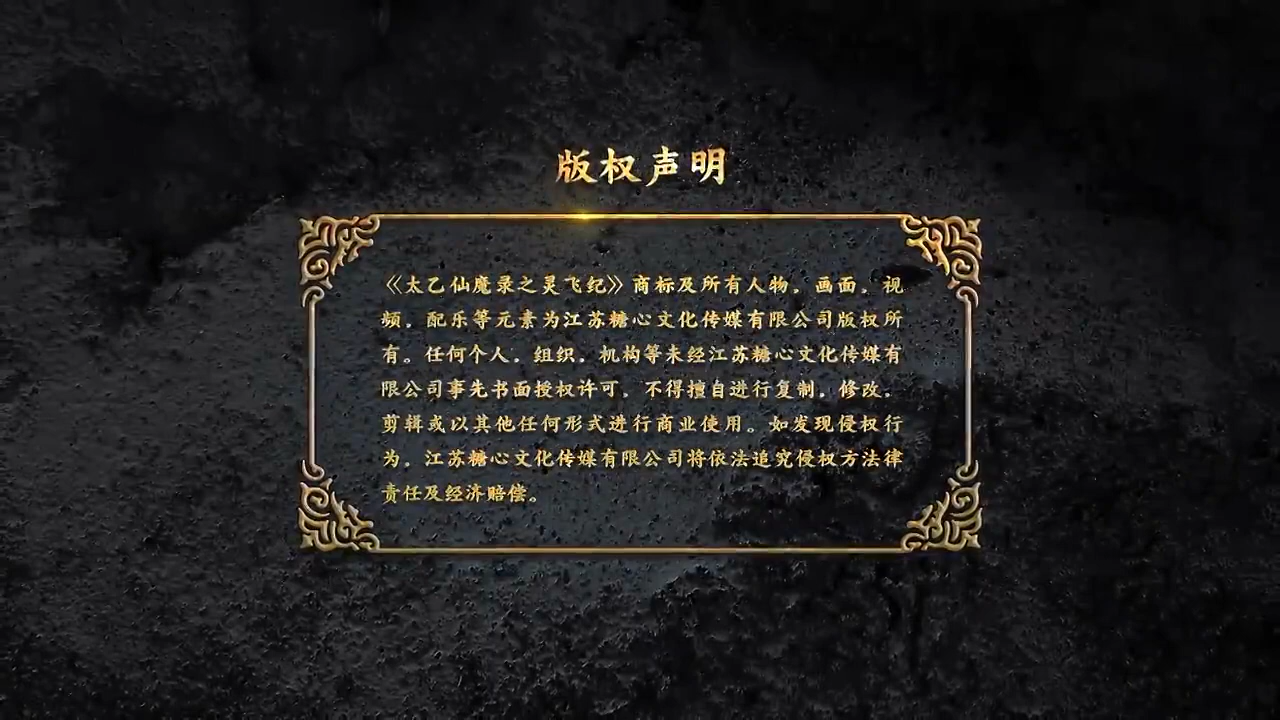 版权声明
《太乙仙魔录之灵飞纪》商标及所有人物，画面，视
频，配乐等元素为江苏糖心文化传媒有限公司版权所
有。任何个人，组织，机构等未经江苏糖心文化传媒有
限公司事先书面授权许可，不得擅自进行复制，修改，
剪辑或以其他任何形式进行商业使用。如发现侵权行
为，江苏糖心文化传媒有限公司将依法追究侵权方法律
责任及经济赔偿。